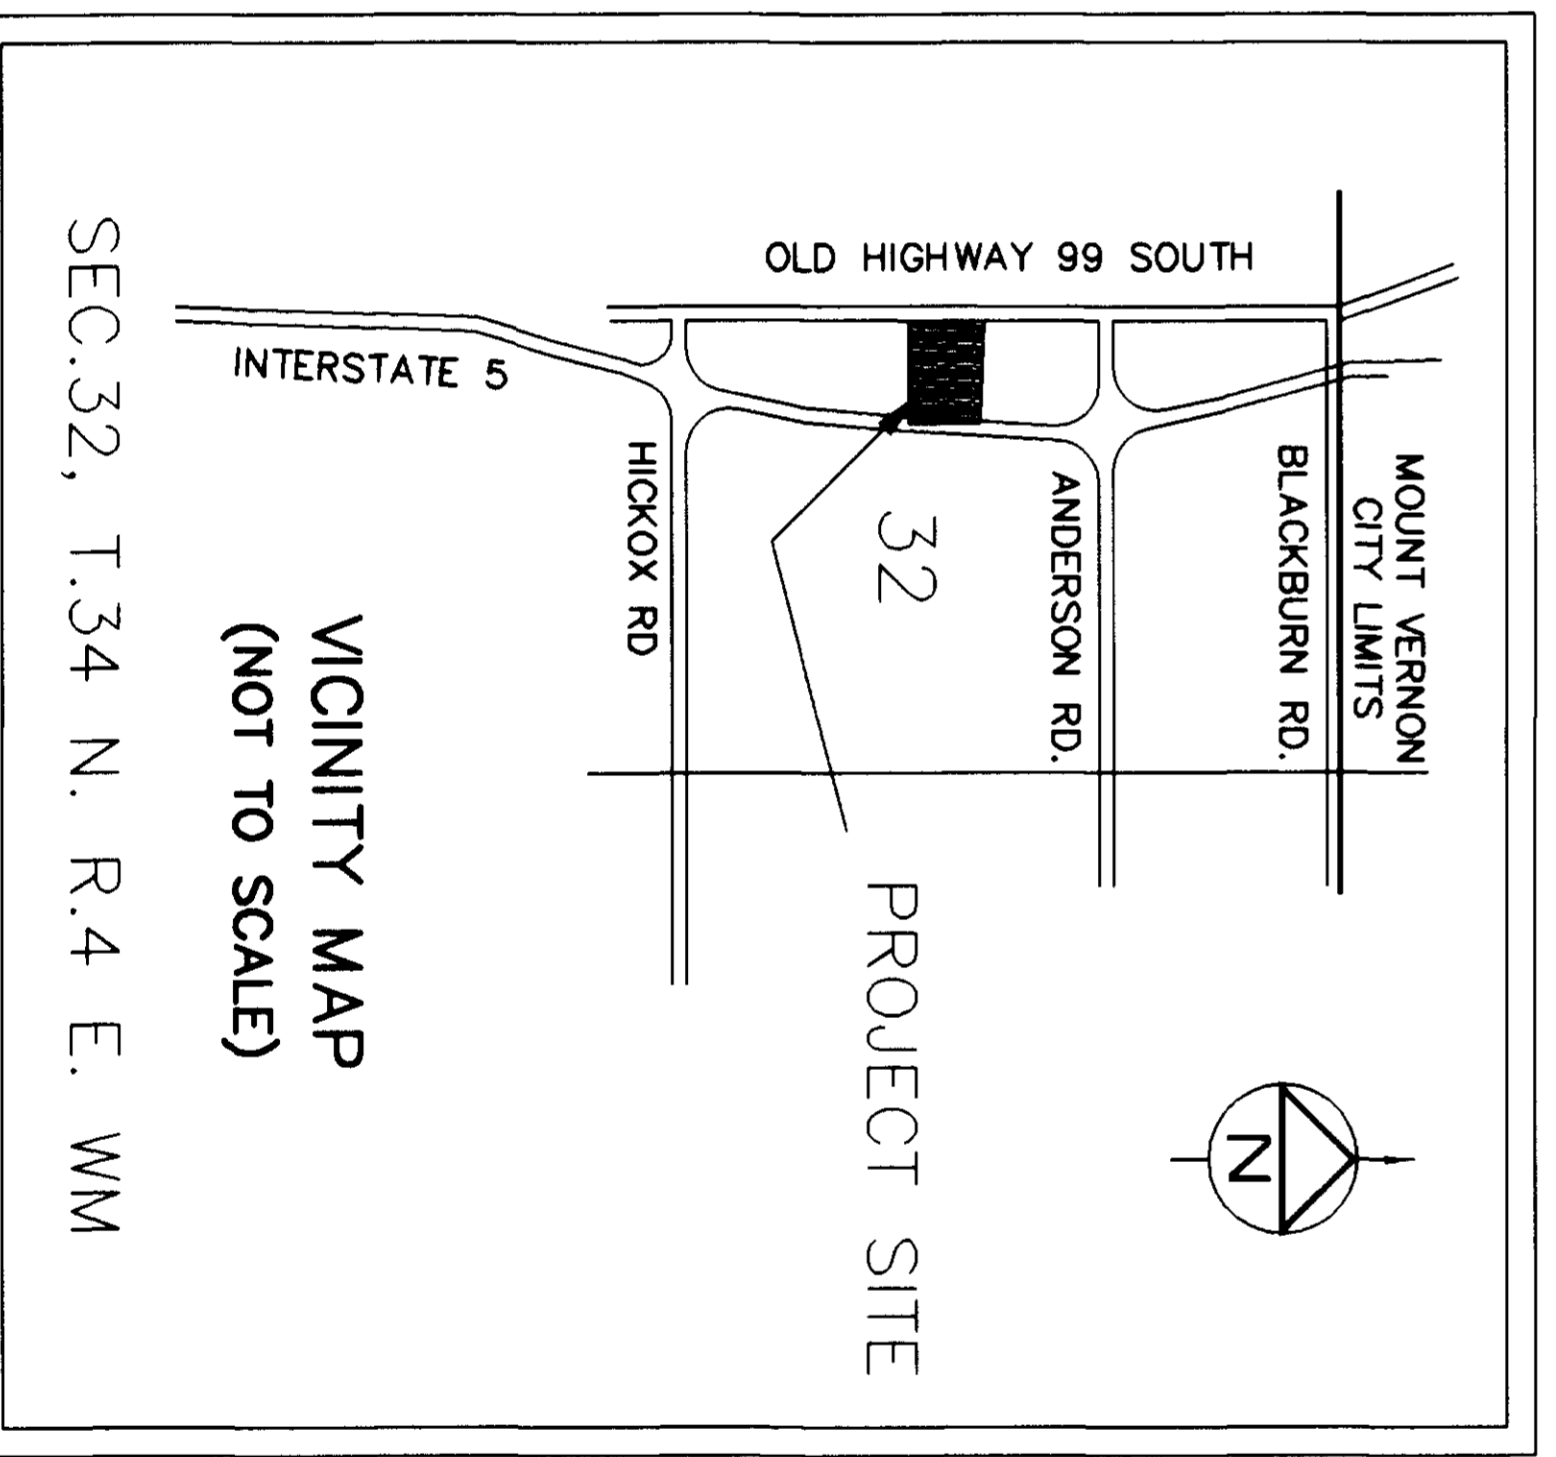 MOUNT VERNON
CITY LIMITS
BLACKBURN RD.
ANDERSON RD.
OLD HIGHWAY 99 SOUTH
32
PROJECT SITE
HICKOX RD
INTERSTATE 5
N
VICINITY MAP
(NOT TO SCALE)
SEC.32, T.34 N. R.4 E. WM